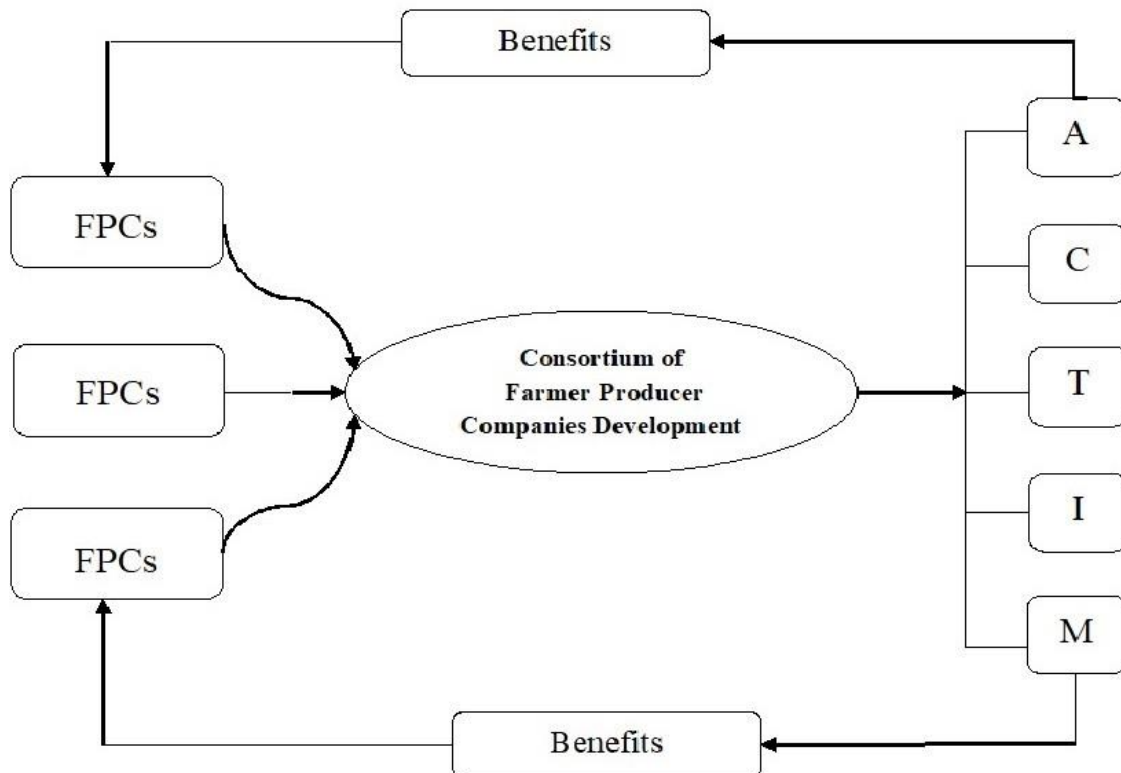 Benefits
A
FPCs
C
FPCs
Consortium of
Farmer Producer
Companies Development
T
I
FPCs
M
Benefits